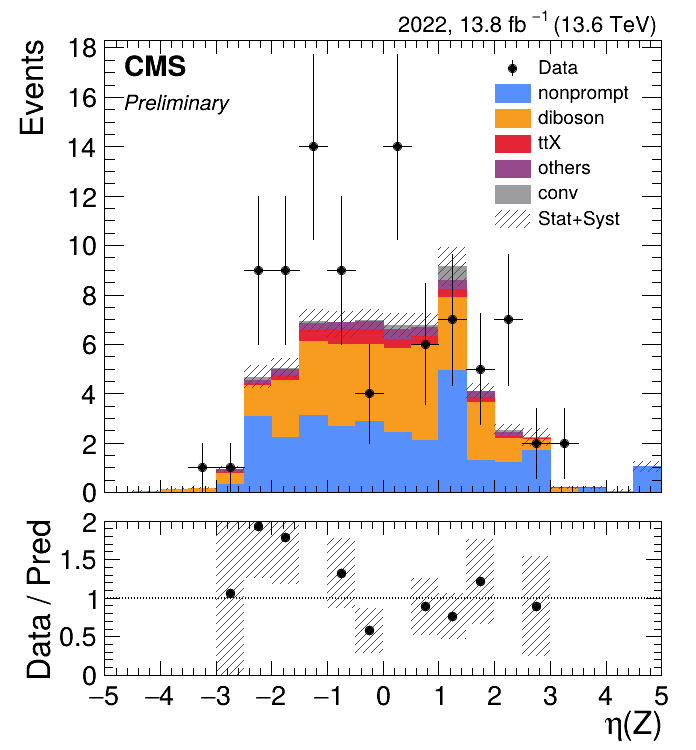 2022, 13.8 fb⁻¹ (13.6 TeV)
Events
CMS
Preliminary
Data
nonprompt
diboson
ttX
others
conv
Stat+Syst
18
16
14
12
10
8
6
4
2
0
Data / Pred
2
1.5
1
0.5
0
−5 −4 −3 −2 −1 0 1 2 3 4 5
η(Z)